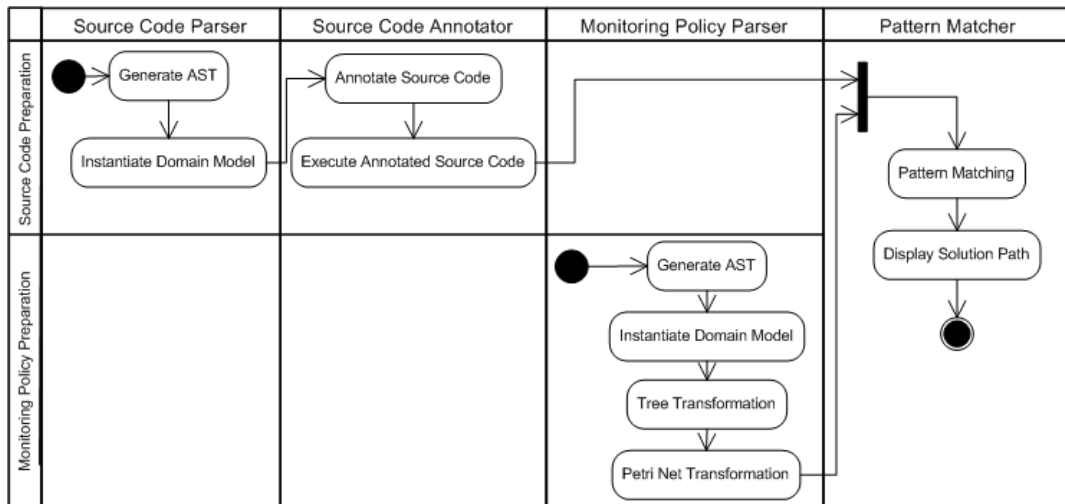 Source Code Parser
Source Code Annotator
Monitoring Policy Parser
Pattern Matcher
Source Code Preparation
Generate AST
Instantiate Domain Model
Annotate Source Code
Execute Annotated Source Code
Pattern Matching
Display Solution Path
Monitoring Policy Preparation
Generate AST
Instantiate Domain Model
Tree Transformation
Petri Net Transformation